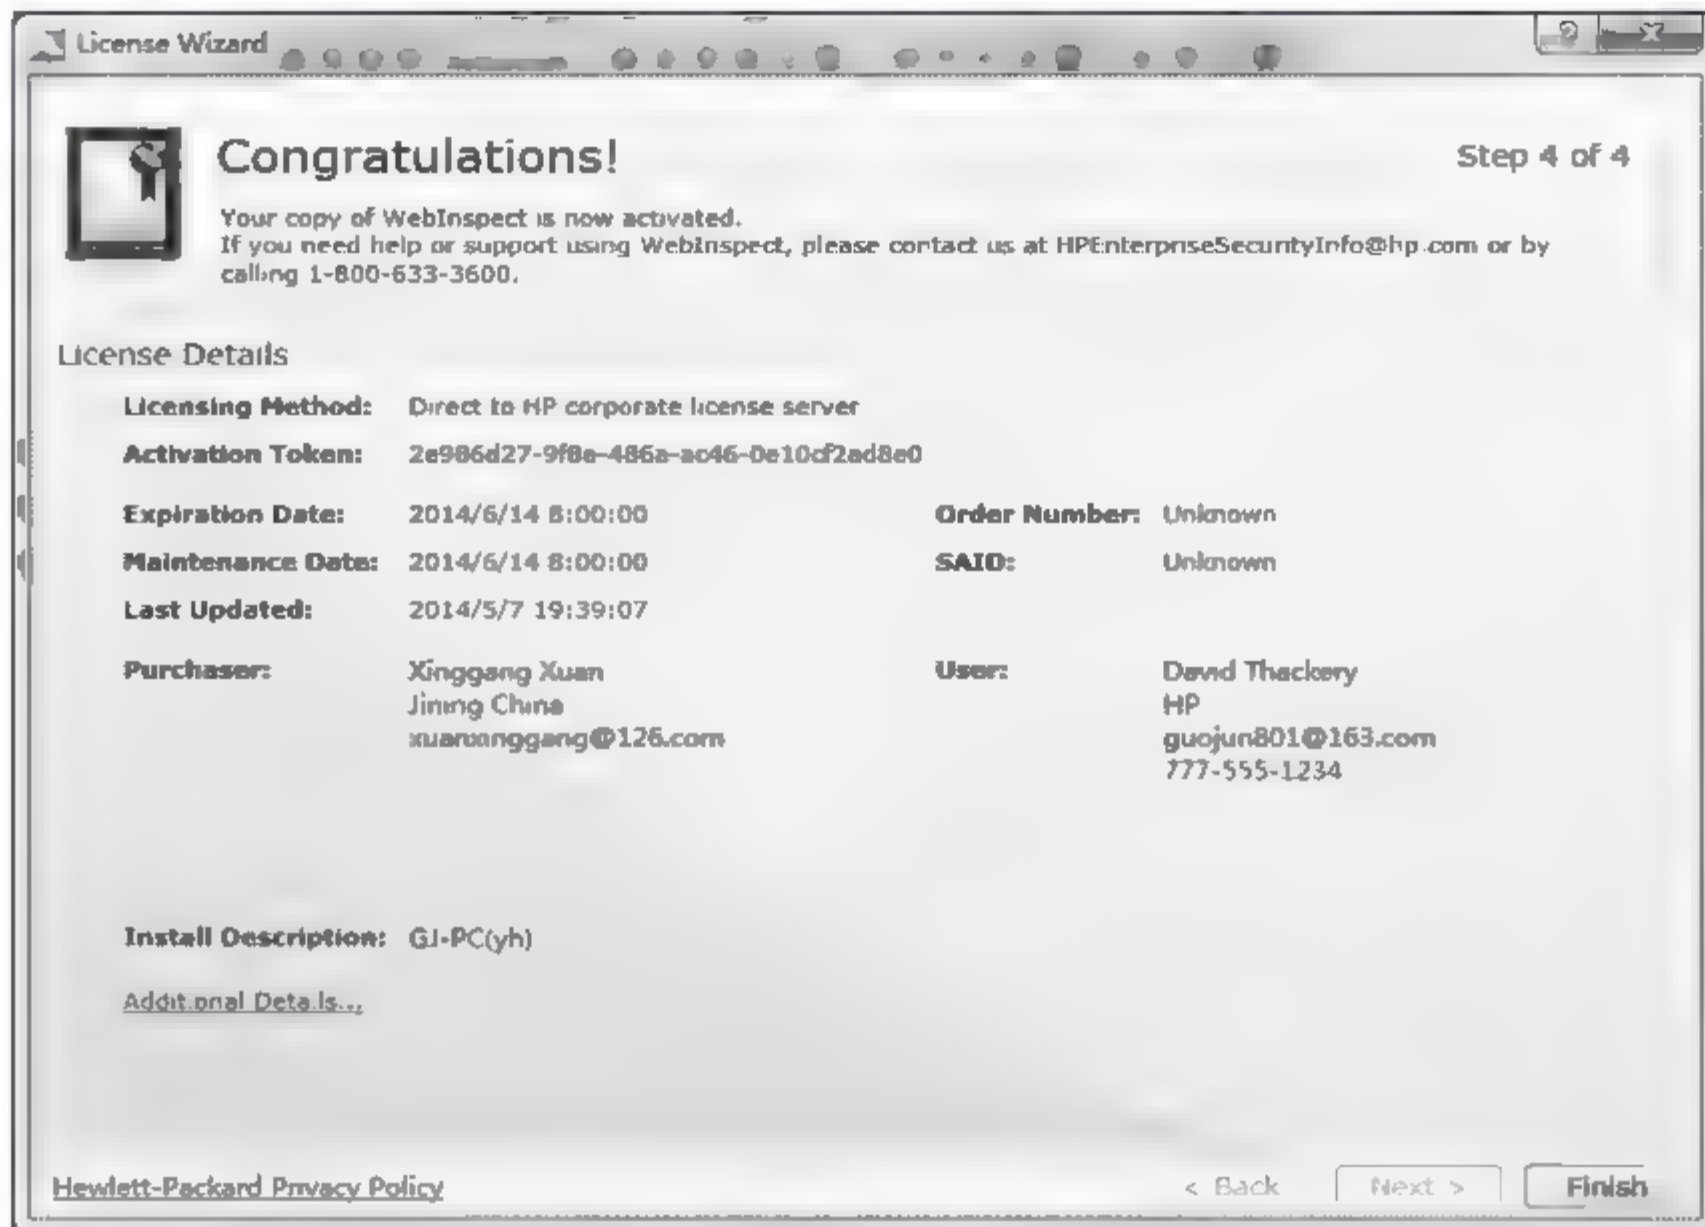 License Wizard
Congratulations!
Step 4 of 4
Your copy of WebInspect is now activated.
If you need help or support using WebInspect, please contact us at HPEnterpriseSecurityInfo@hp.com or by
calling 1-800-633-3600.
License Details
Licensing Method: Direct to HP corporate license server
Activation Token: 2e986d27-9f8e-486a-ac46-0e10cf2ad8e0
Expiration Date: 2014/6/14 8:00:00 Order Number: Unknown
Maintenance Date: 2014/6/14 8:00:00 SAID: Unknown
Last Updated: 2014/5/7 19:39:07
Purchaser: Xinggang Xuan User: David Thackery
Jining China HP
xuanxinggang@126.com guojun801@163.com
777-555-1234
Install Description: GJ-PC(yh)
Additional Details...
Hewlett-Packard Privacy Policy < Back Next > Finish